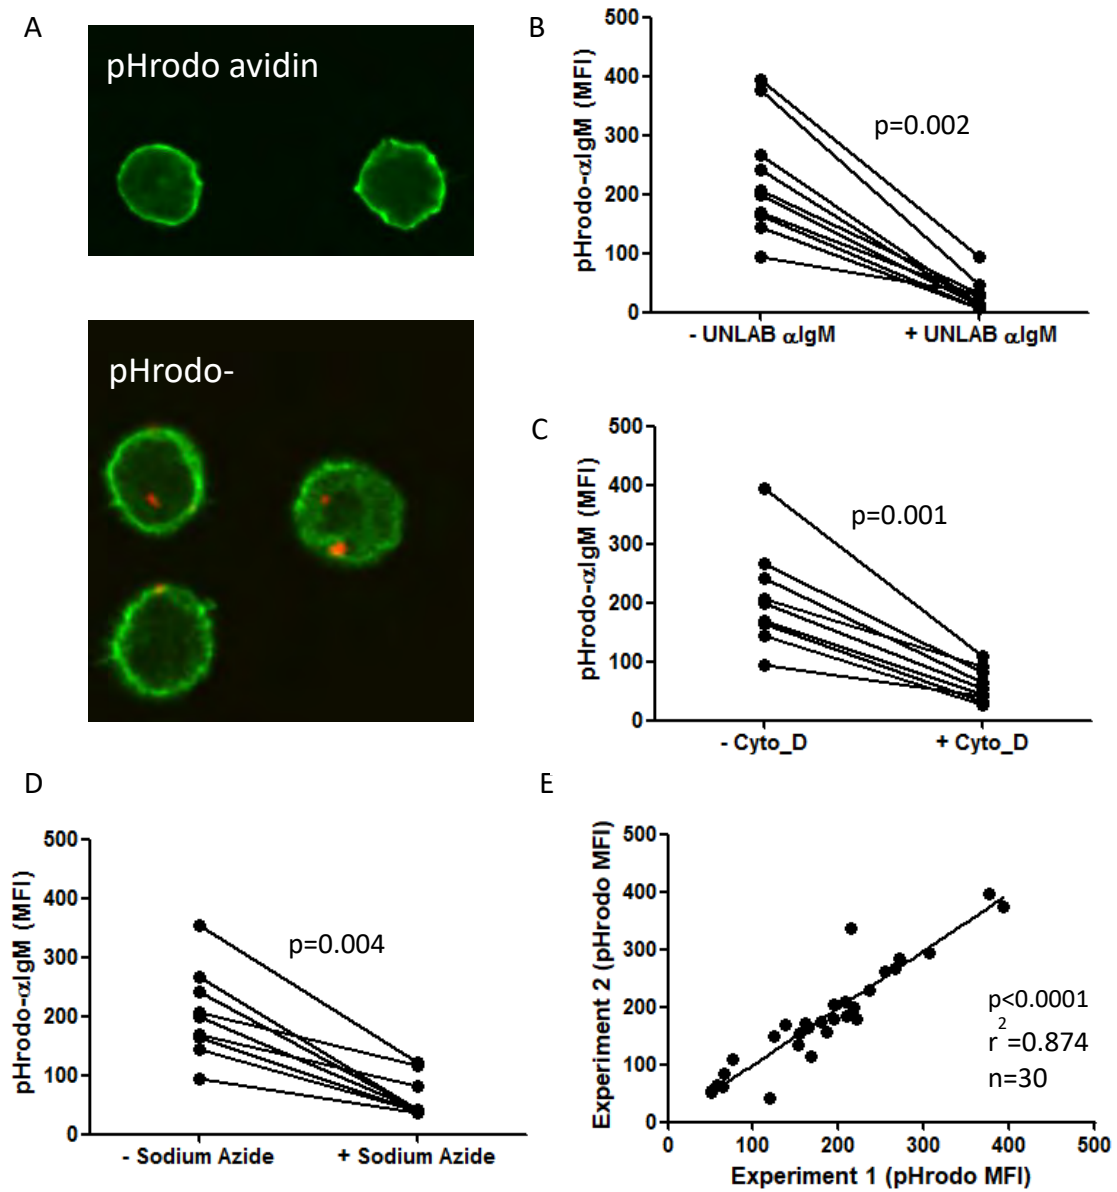 A
pHrodo avidin
pHrodo-
B
pHrodo-αIgM (MFI)
500
400
300
200
100
0
p=0.002
- UNLAB αIgM
+ UNLAB αIgM
C
pHrodo-αIgM (MFI)
500
400
300
200
100
0
p=0.001
- Cyto_D
+ Cyto_D
D
pHrodo-αIgM (MFI)
500
400
300
200
100
0
p=0.004
- Sodium Azide
+ Sodium Azide
E
Experiment 2 (pHrodo MFI)
500
400
300
200
100
0
p<0.0001
r²=0.874
n=30
0 100 200 300 400 500
Experiment 1 (pHrodo MFI)